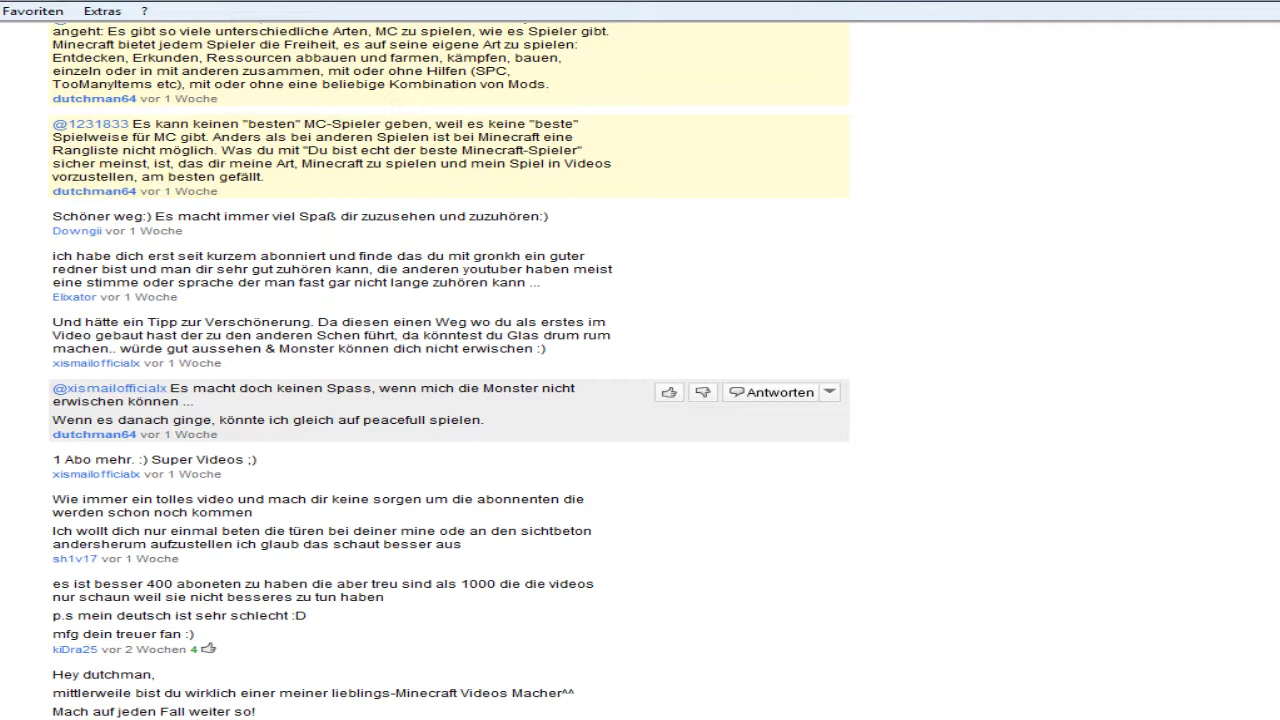 Favoriten Extras ?
angeht: Es gibt so viele unterschiedliche Arten, MC zu spielen, wie es Spieler gibt.
Minecraft bietet jedem Spieler die Freiheit, es auf seine eigene Art zu spielen:
Entdecken, Erkunden, Ressourcen abbauen und farmen, kämpfen, bauen,
einzeln oder in mit anderen zusammen, mit oder ohne Hilfen (SPC,
TooManyItems etc), mit oder ohne eine beliebige Kombination von Mods.
dutchman64 vor 1 Woche
@1231833 Es kann keinen "besten" MC-Spieler geben, weil es keine "beste"
Spielweise für MC gibt. Anders als bei anderen Spielen ist bei Minecraft eine
Rangliste nicht möglich. Was du mit "Du bist echt der beste Minecraft-Spieler"
sicher meinst, ist, das dir meine Art, Minecraft zu spielen und mein Spiel in Videos
vorzustellen, am besten gefällt.
dutchman64 vor 1 Woche
Schöner weg:) Es macht immer viel Spaß dir zuzusehen und zuzuhören:)
Downgii vor 1 Woche
ich habe dich erst seit kurzem abonniert und finde das du mit gronkh ein guter
redner bist und man dir sehr gut zuhören kann, die anderen youtuber haben meist
eine stimme oder sprache der man fast gar nicht lange zuhören kann ...
Elixator vor 1 Woche
Und hätte ein Tipp zur Verschönerung. Da diesen einen Weg wo du als erstes im
Video gebaut hast der zu den anderen Schen führt, da könntest du Glas drum rum
machen.. würde gut aussehen & Monster können dich nicht erwischen :)
xismailofficialx vor 1 Woche
@xismailofficialx Es macht doch keinen Spass, wenn mich die Monster nicht
erwischen können ...
Antworten
Wenn es danach ginge, könnte ich gleich auf peacefull spielen.
dutchman64 vor 1 Woche
1 Abo mehr. :) Super Videos ;)
xismailofficialx vor 1 Woche
Wie immer ein tolles video und mach dir keine sorgen um die abonnenten die
werden schon noch kommen
Ich wollt dich nur einmal beten die türen bei deiner mine ode an den sichtbeton
andersherum aufzustellen ich glaub das schaut besser aus
sh1v17 vor 1 Woche
es ist besser 400 aboneten zu haben die aber treu sind als 1000 die die videos
nur schaun weil sie nicht besseres zu tun haben
p.s mein deutsch ist sehr schlecht :D
mfg dein treuer fan :)
kiDra25 vor 2 Wochen 4
Hey dutchman,
mittlerweile bist du wirklich einer meiner lieblings-Minecraft Videos Macher^^
Mach auf jeden Fall weiter so!